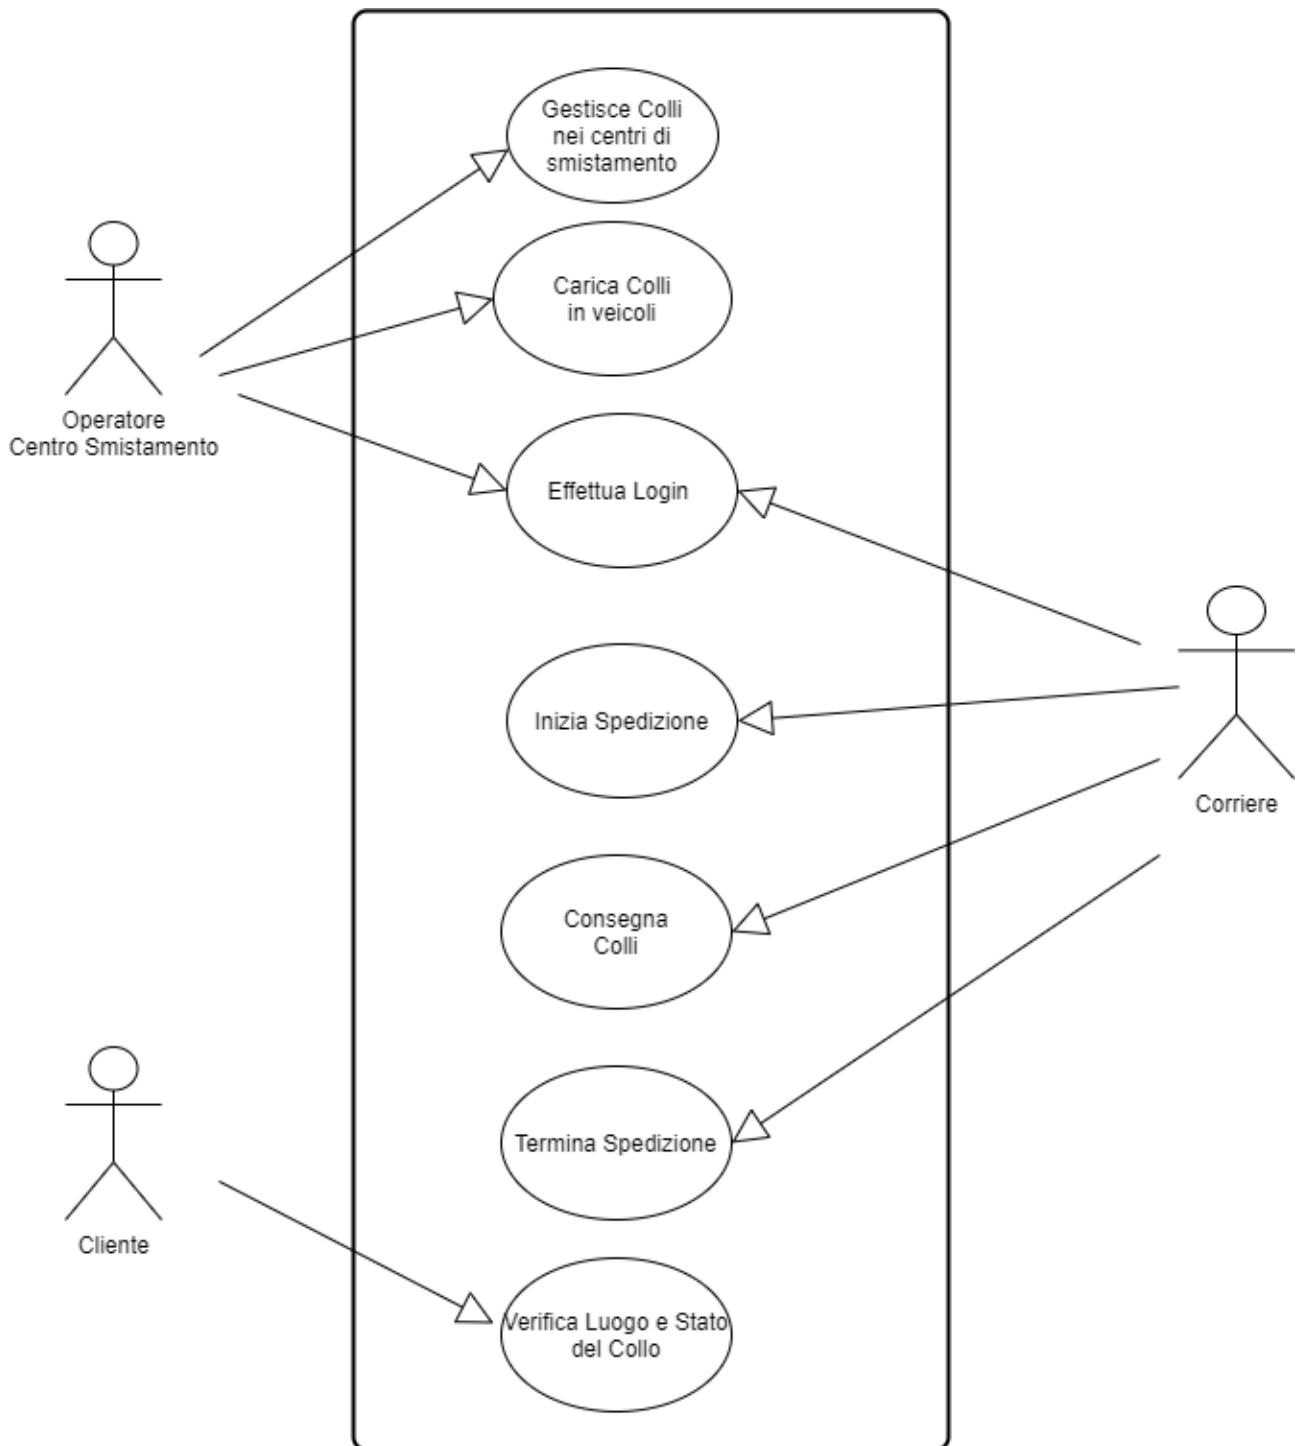 Gestisce Colli
nei centri di
smistamento
Carica Colli
in veicoli
Operatore
Centro Smistamento
Effettua Login
Inizia Spedizione
Corriere
Consegna
Colli
Termina Spedizione
Cliente
Verifica Luogo e Stato
del Collo